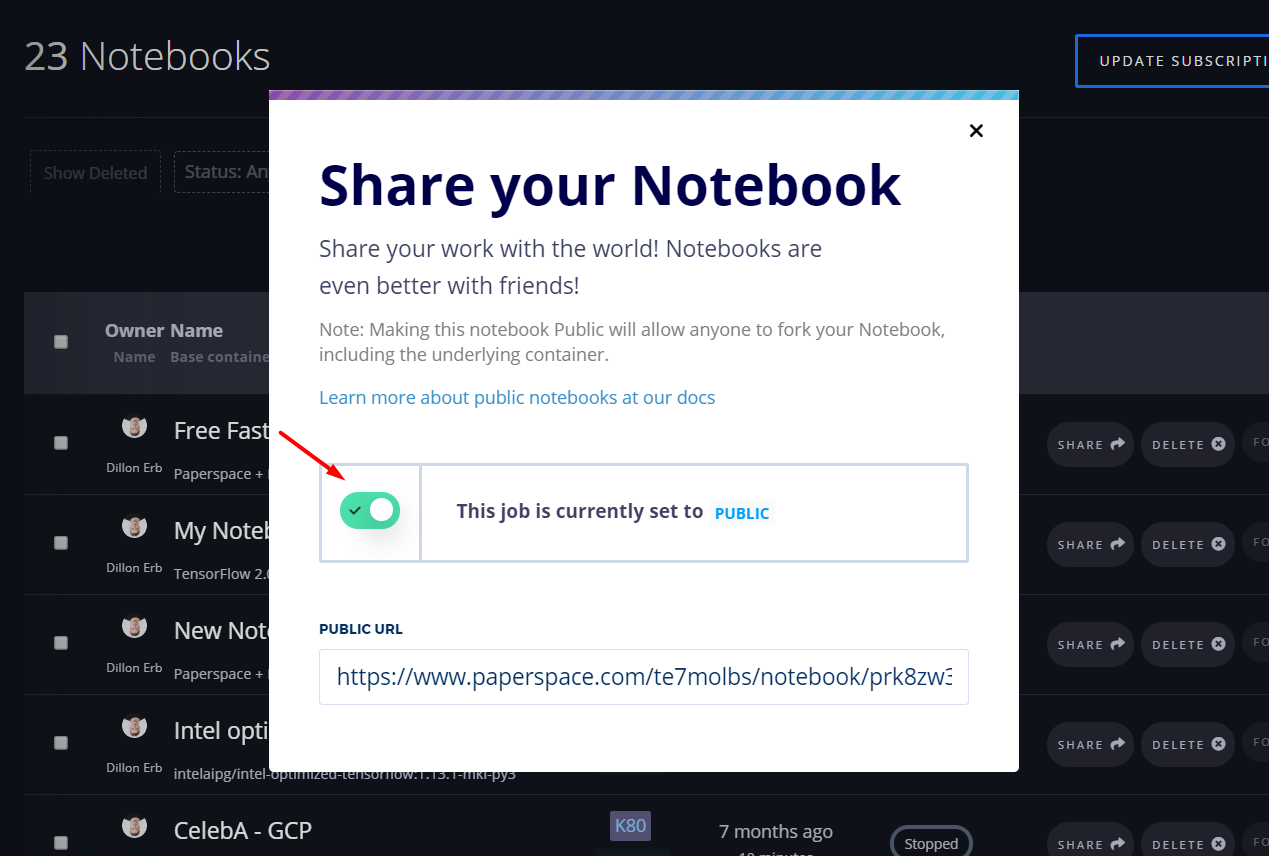 23 Notebooks
UPDATE SUBSCRIPTI
Show Deleted
Status: An
Share your Notebook
Share your work with the world! Notebooks are
even better with friends!
Note: Making this notebook Public will allow anyone to fork your Notebook,
including the underlying container.
Learn more about public notebooks at our docs
This job is currently set to PUBLIC
PUBLIC URL
https://www.paperspace.com/te7molbs/notebook/prk8zw3
Owner Name
Name Base containe
Free Fast
SHARE DELETE FO
Dillon Erb Paperspace +
My Noteb
SHARE DELETE FO
Dillon Erb TensorFlow 2.0
New Note
SHARE DELETE FO
Dillon Erb Paperspace +
Intel opti
SHARE DELETE FO
Dillon Erb intelaipg/intel-optimized-tensorflow:1.13.1-mkl-py3
CelebA - GCP K80 7 months ago Stopped
SHARE DELETE FO